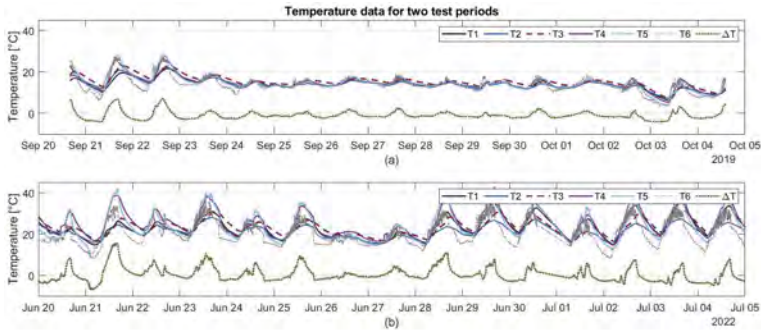 Temperature data for two test periods
T1 T2 T3 T4 T5 T6 ΔT
Temperature [°C]
40
20
0
Sep 20 Sep 21 Sep 22 Sep 23 Sep 24 Sep 25 Sep 26 Sep 27 Sep 28 Sep 29 Sep 30 Oct 01 Oct 02 Oct 03 Oct 04 Oct 05
(a)
2019
T1 T2 T3 T4 T5 T6 ΔT
Temperature [°C]
40
20
0
Jun 20 Jun 21 Jun 22 Jun 23 Jun 24 Jun 25 Jun 26 Jun 27 Jun 28 Jun 29 Jun 30 Jul 01 Jul 02 Jul 03 Jul 04 Jul 05
(b)
2022